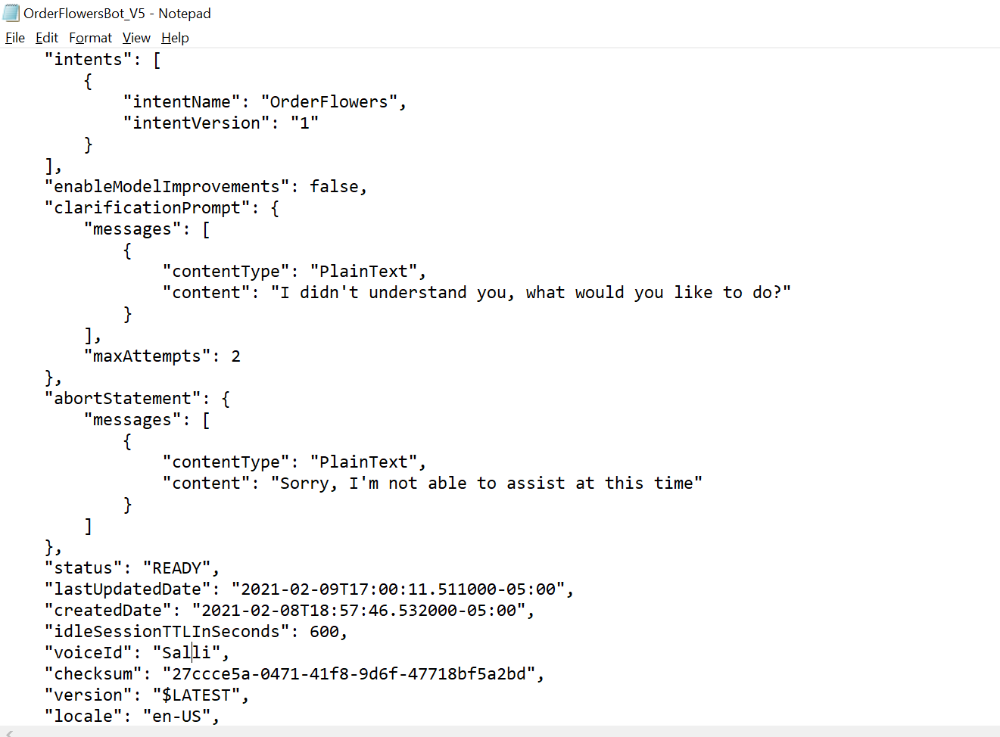 OrderFlowersBot_V5 - Notepad
File Edit Format View Help
"intents": [
{
"intentName": "OrderFlowers",
"intentVersion": "1"
}
],
"enableModelImprovements": false,
"clarificationPrompt": {
"messages": [
{
"contentType": "PlainText",
"content": "I didn't understand you, what would you like to do?"
}
],
"maxAttempts": 2
},
"abortStatement": {
"messages": [
{
"contentType": "PlainText",
"content": "Sorry, I'm not able to assist at this time"
}
]
},
"status": "READY",
"lastUpdatedDate": "2021-02-09T17:00:11.511000-05:00",
"createdDate": "2021-02-08T18:57:46.532000-05:00",
"idleSessionTTLInSeconds": 600,
"voiceId": "Salli",
"checksum": "27ccce5a-0471-41f8-9d6f-47718bf5a2bd",
"version": "$LATEST",
"locale": "en-US",